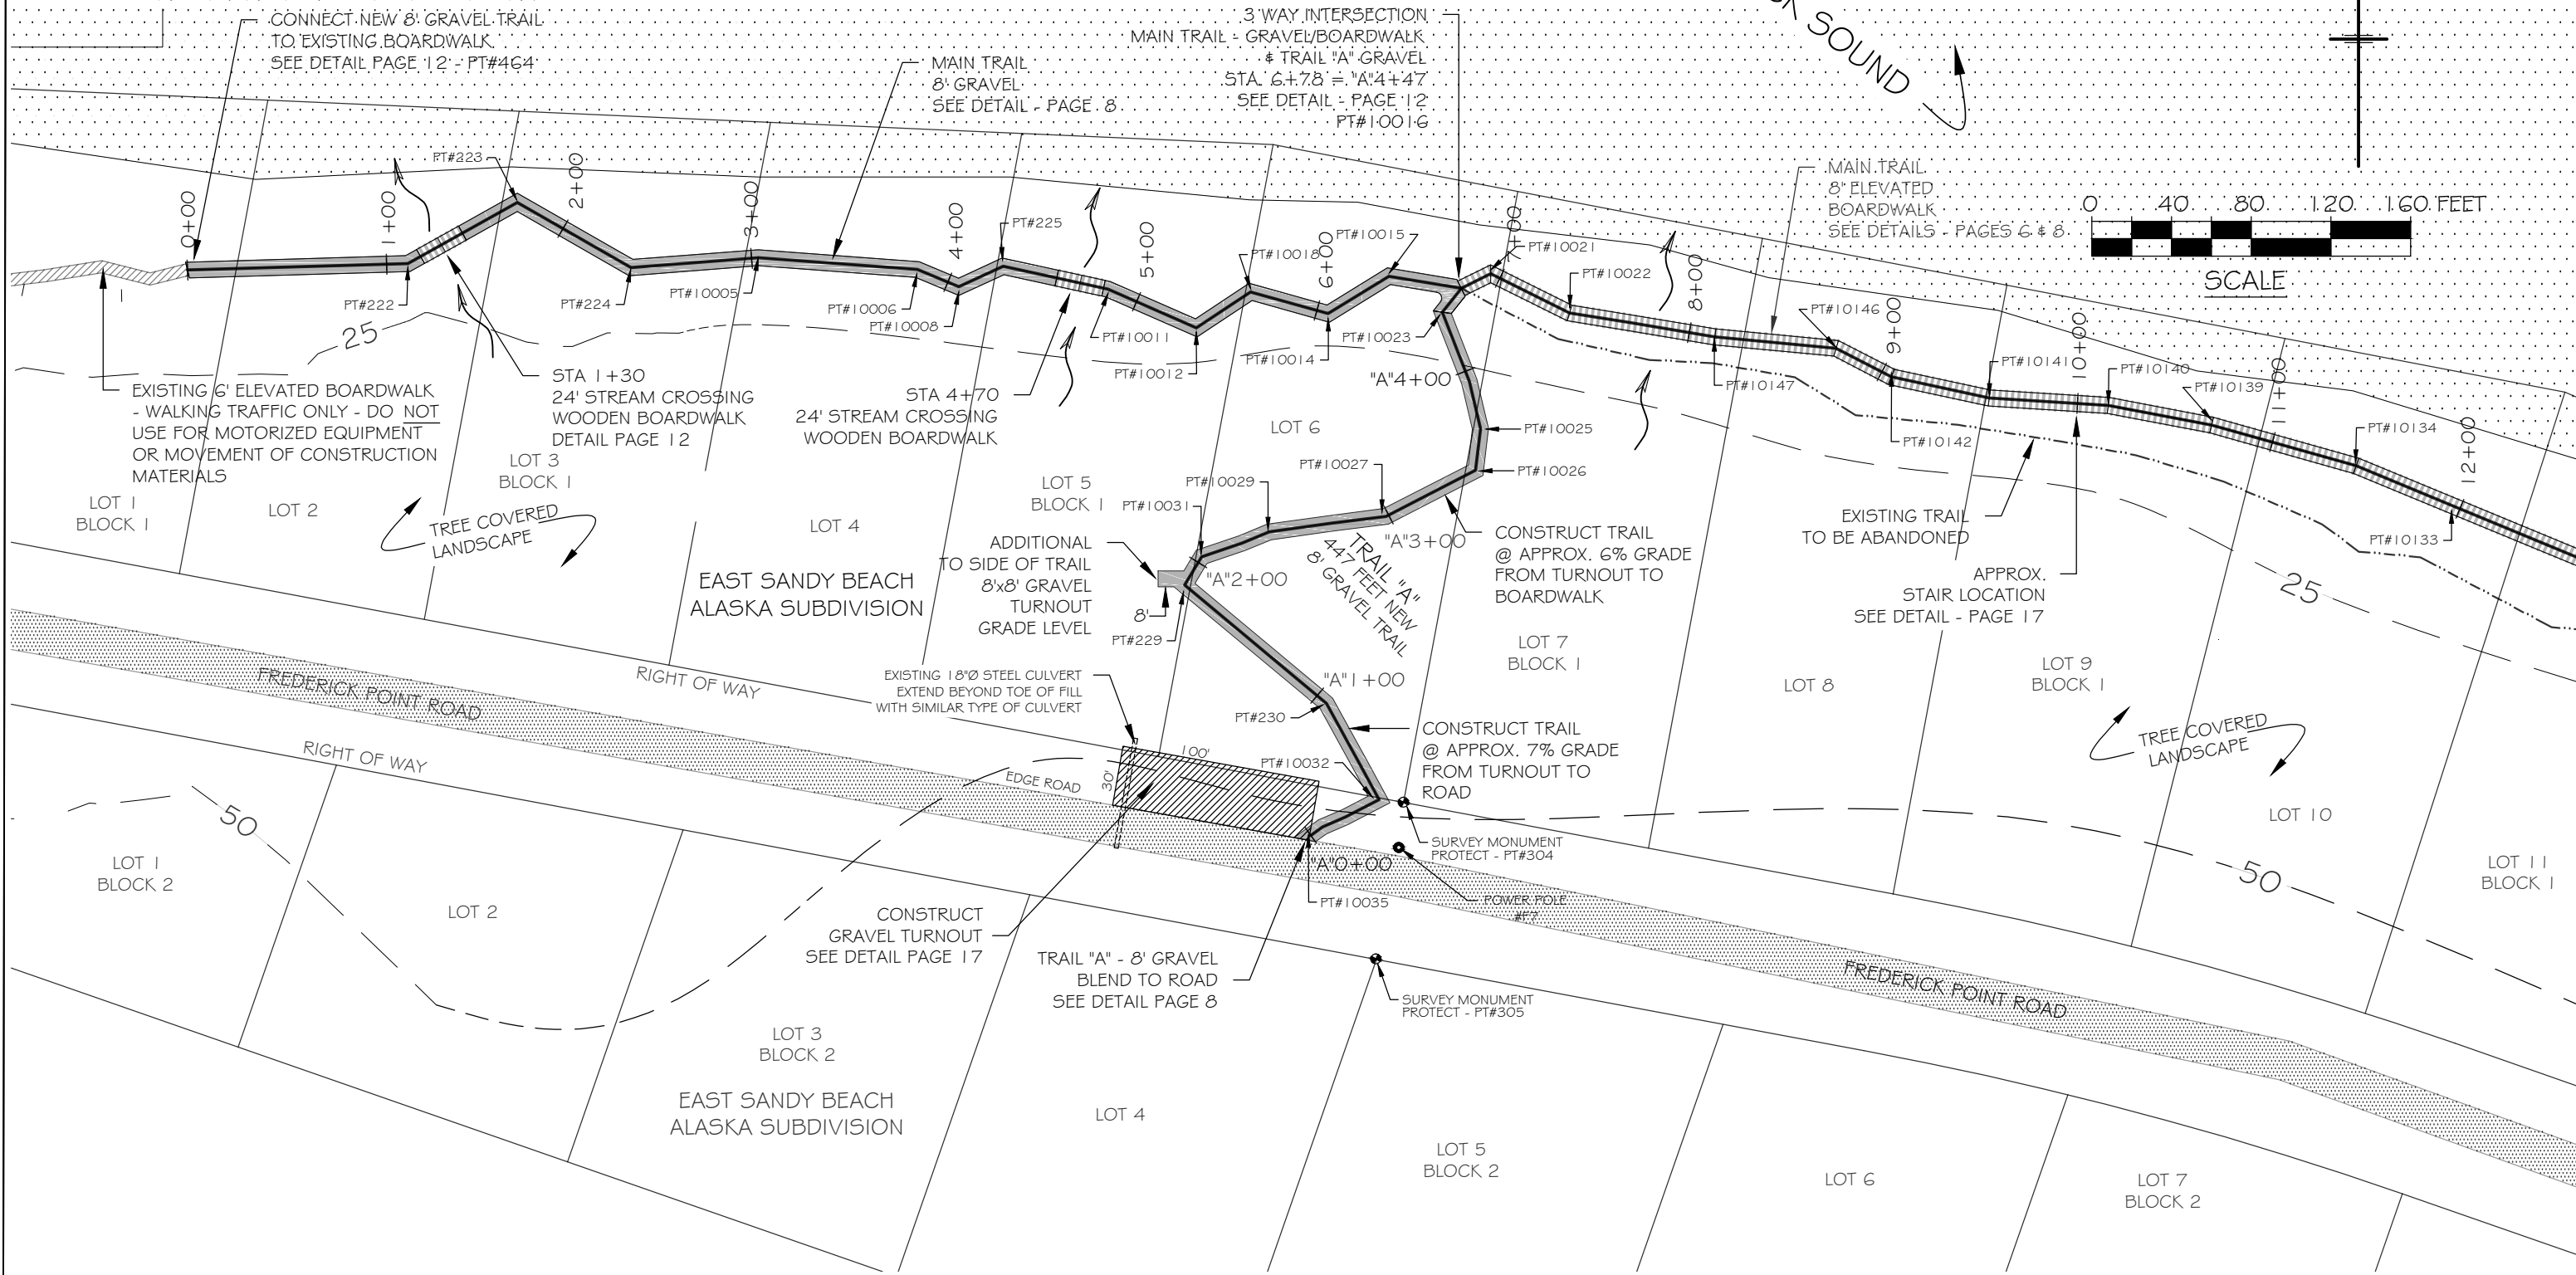 CONNECT NEW 8' GRAVEL TRAIL
TO EXISTING BOARDWALK
SEE DETAIL PAGE 12 - PT#464
MAIN TRAIL
8' GRAVEL
SEE DETAIL - PAGE 8
3 WAY INTERSECTION
MAIN TRAIL - GRAVEL/BOARDWALK
& TRAIL "A" GRAVEL
STA. 6+78 = "A"4+47
SEE DETAIL - PAGE 12
PT#10016
SOUND
MAIN TRAIL
8' ELEVATED
BOARDWALK
SEE DETAILS - PAGES 6 & 8
0 40 80 120 160 FEET
SCALE
0+00
1+00
2+00
3+00
4+00
5+00
6+00
7+00
8+00
9+00
10+00
11+00
12+00
PT#223
PT#225
PT#10018
PT#10015
PT#10021
PT#10022
PT#10146
PT#10141
PT#10140
PT#10139
PT#10134
PT#222
PT#224
PT#10005
PT#10006
PT#10008
PT#10011
PT#10012
PT#10014
PT#10023
PT#10147
PT#10142
PT#10133
25
EXISTING 6' ELEVATED BOARDWALK
- WALKING TRAFFIC ONLY - DO NOT
USE FOR MOTORIZED EQUIPMENT
OR MOVEMENT OF CONSTRUCTION
MATERIALS
STA 1+30
24' STREAM CROSSING
WOODEN BOARDWALK
DETAIL PAGE 12
STA 4+70
24' STREAM CROSSING
WOODEN BOARDWALK
"A"4+00
PT#10025
PT#10026
PT#10027
PT#10029
PT#10031
LOT 1
BLOCK 1
LOT 2
LOT 3
BLOCK 1
LOT 4
LOT 5
BLOCK 1
LOT 6
TREE COVERED
LANDSCAPE
EAST SANDY BEACH
ALASKA SUBDIVISION
ADDITIONAL
TO SIDE OF TRAIL
8'x8' GRAVEL
TURNOUT
GRADE LEVEL
8'
PT#229
"A"2+00
"A"3+00
TRAIL "A"
447 FEET NEW
8' GRAVEL TRAIL
CONSTRUCT TRAIL
@ APPROX. 6% GRADE
FROM TURNOUT TO
BOARDWALK
EXISTING TRAIL
TO BE ABANDONED
APPROX.
STAIR LOCATION
SEE DETAIL - PAGE 17
25
LOT 7
BLOCK 1
LOT 8
LOT 9
BLOCK 1
LOT 10
LOT 11
BLOCK 1
TREE COVERED
LANDSCAPE
"A"1+00
PT#230
CONSTRUCT TRAIL
@ APPROX. 7% GRADE
FROM TURNOUT TO
ROAD
PT#10032
EXISTING 18"Ø STEEL CULVERT
EXTEND BEYOND TOE OF FILL
WITH SIMILAR TYPE OF CULVERT
RIGHT OF WAY
FREDERICK POINT ROAD
RIGHT OF WAY
EDGE ROAD
100'
30'
50
SURVEY MONUMENT
PROTECT - PT#304
"A"0+00
PT#10035
POWER POLE
#F7
50
CONSTRUCT
GRAVEL TURNOUT
SEE DETAIL PAGE 17
TRAIL "A" - 8' GRAVEL
BLEND TO ROAD
SEE DETAIL PAGE 8
SURVEY MONUMENT
PROTECT - PT#305
FREDERICK POINT ROAD
LOT 1
BLOCK 2
LOT 2
LOT 3
BLOCK 2
EAST SANDY BEACH
ALASKA SUBDIVISION
LOT 4
LOT 5
BLOCK 2
LOT 6
LOT 7
BLOCK 2